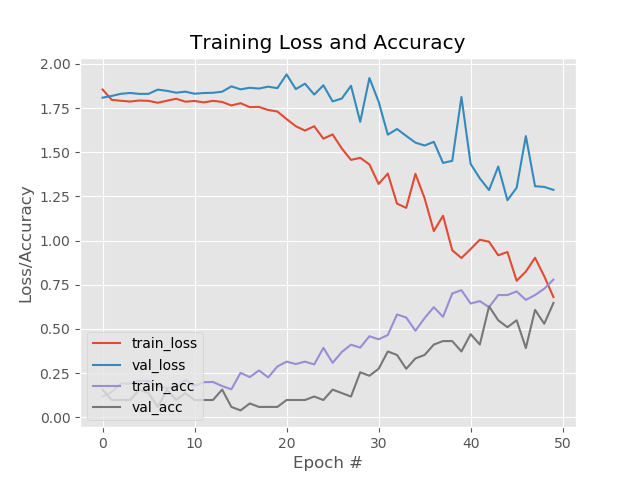 Training Loss and Accuracy
Loss/Accuracy
2.00
1.75
1.50
1.25
1.00
0.75
0.50
0.25
0.00
train_loss
val_loss
train_acc
val_acc
0
10
20
30
40
50
Epoch #